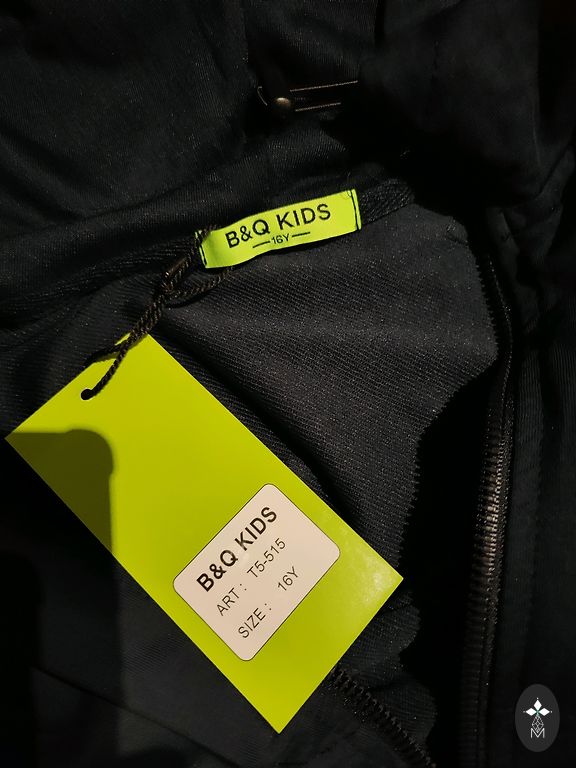 B&Q KIDS
16Y
B&Q KIDS
ART : T5-515
SIZE : 16Y
M